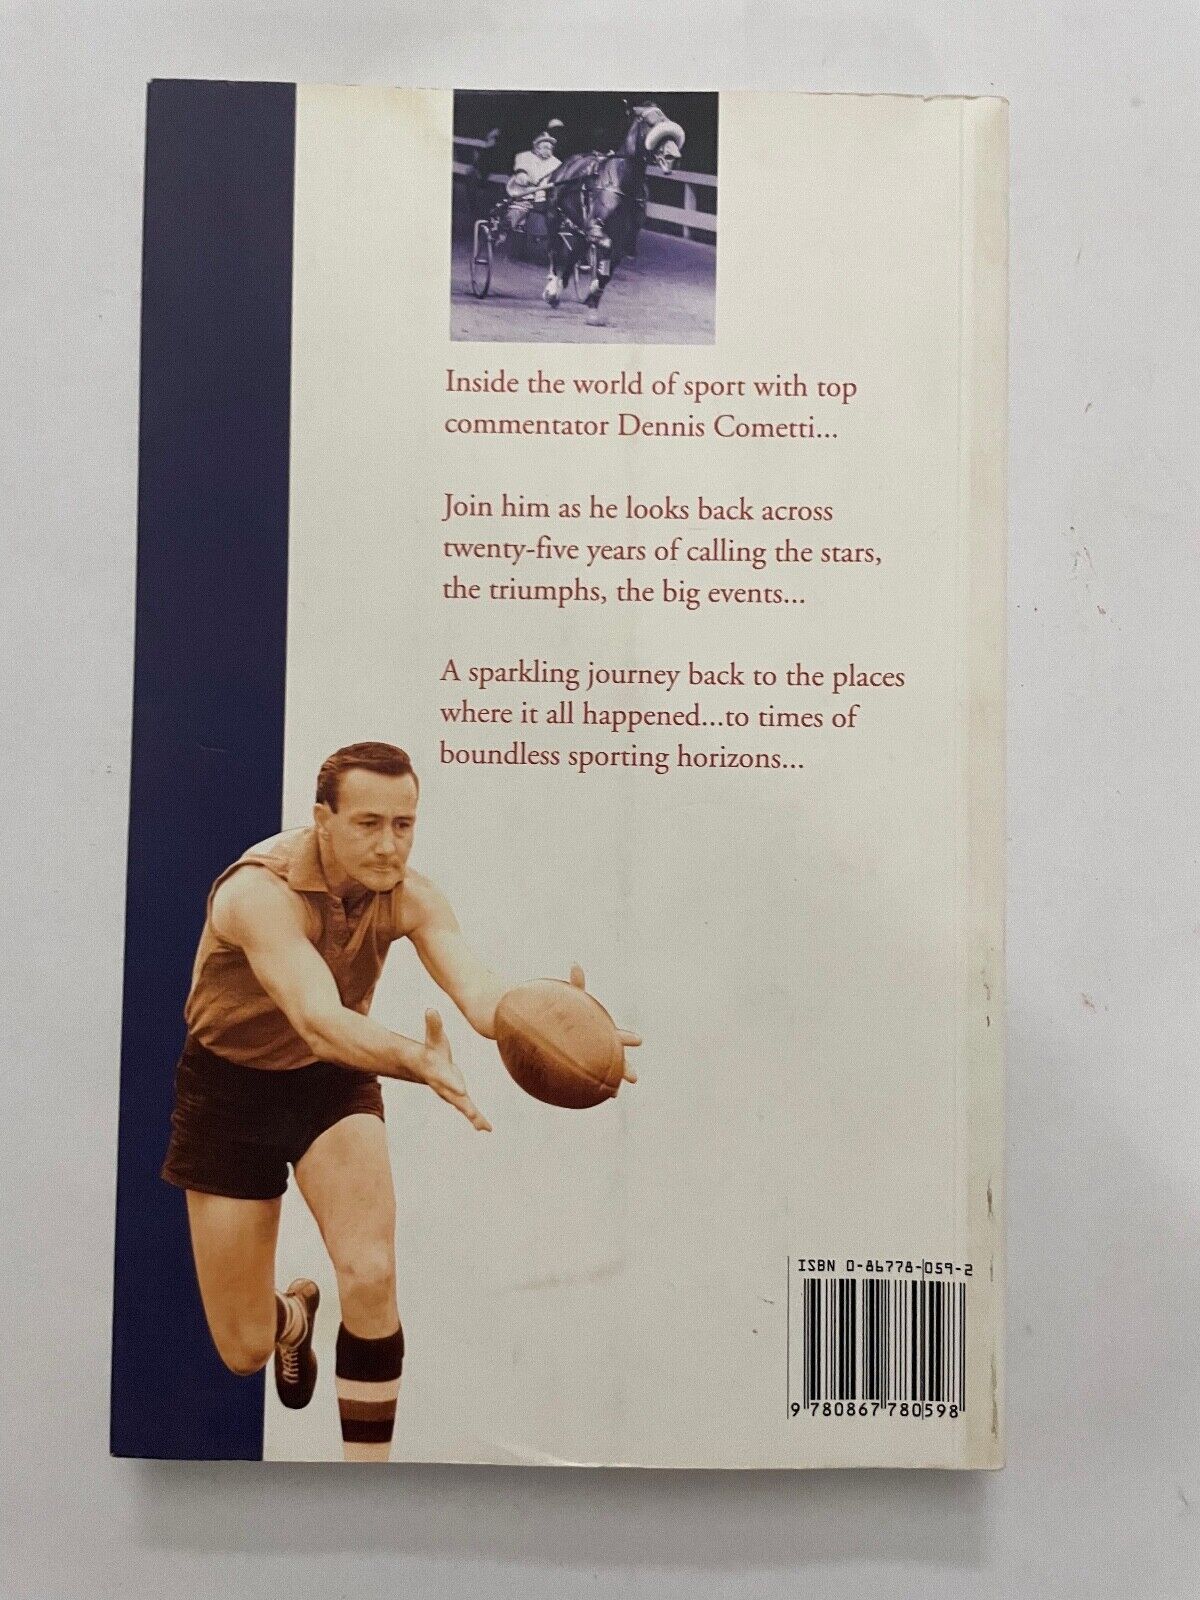 Inside the world of sport with top
commentator Dennis Cometti...
Join him as he looks back across
twenty-five years of calling the stars,
the triumphs, the big events...
A sparkling journey back to the places
where it all happened...to times of
boundless sporting horizons...
ISBN 0-86778-059-2
9 780867 780598